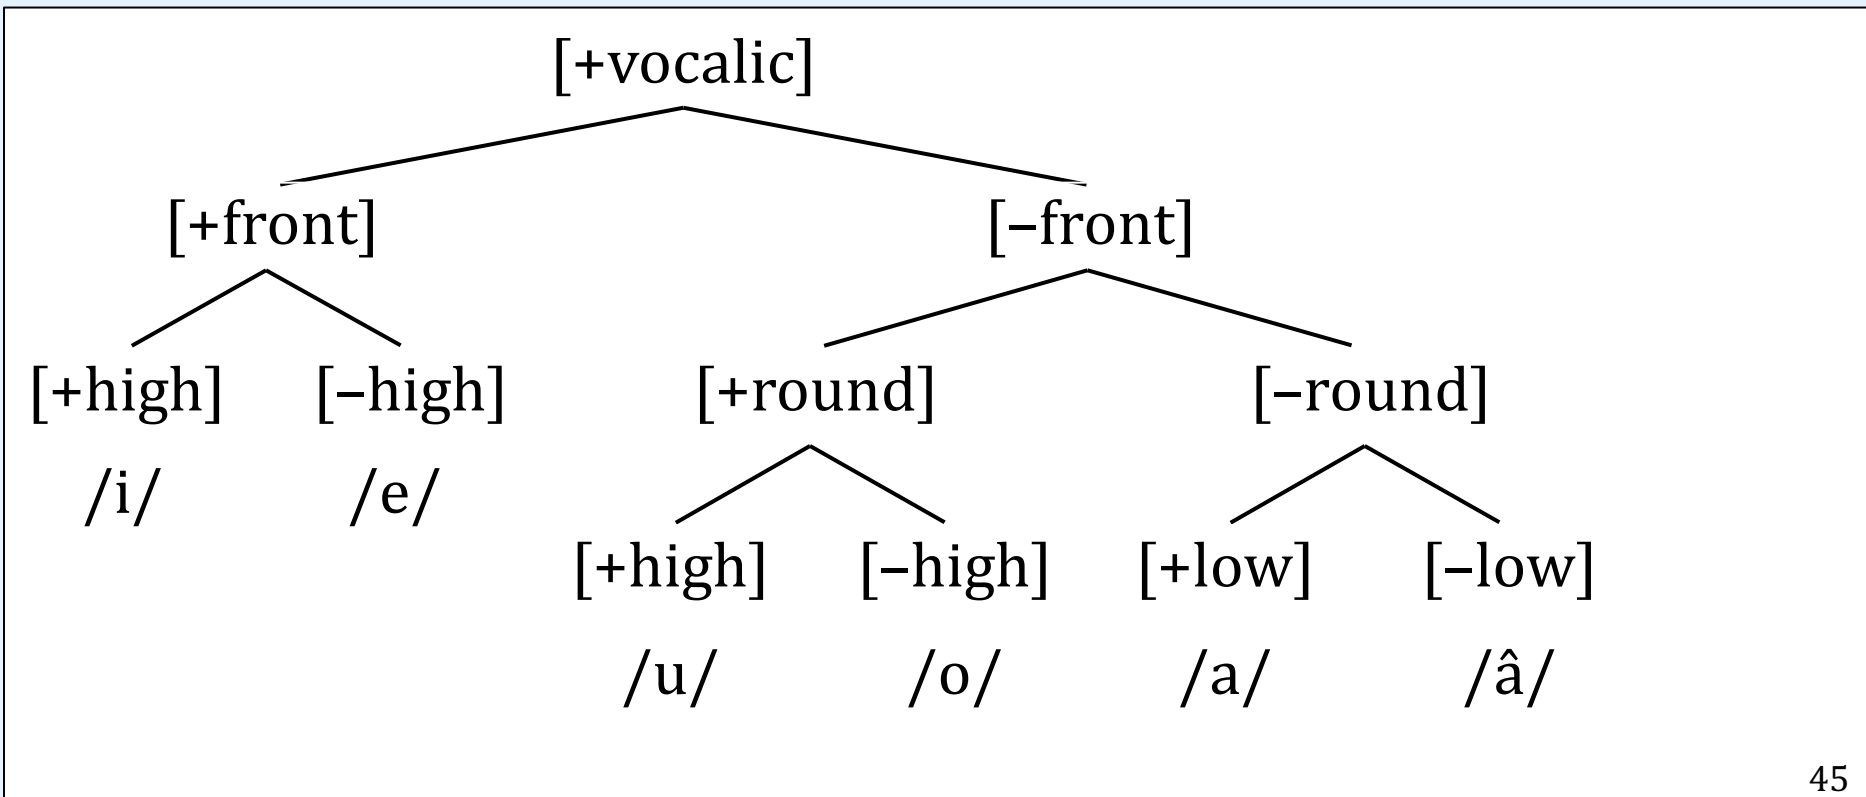 [+vocalic]
[+front] [–front]
[+high] [–high] [+round] [–round]
/i/ /e/
[+high] [–high] [+low] [–low]
/u/ /o/ /a/ /â/
45